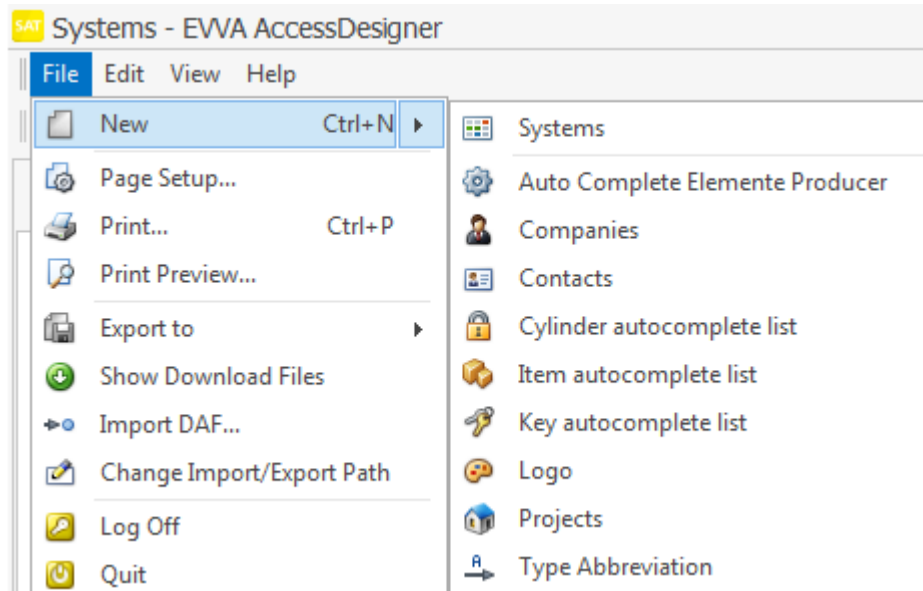 SAT Systems - EVVA AccessDesigner
File Edit View Help
New Ctrl+N
Page Setup...
Print... Ctrl+P
Print Preview...
Export to
Show Download Files
Import DAF...
Change Import/Export Path
Log Off
Quit
Systems
Auto Complete Elemente Producer
Companies
Contacts
Cylinder autocomplete list
Item autocomplete list
Key autocomplete list
Logo
Projects
A Type Abbreviation